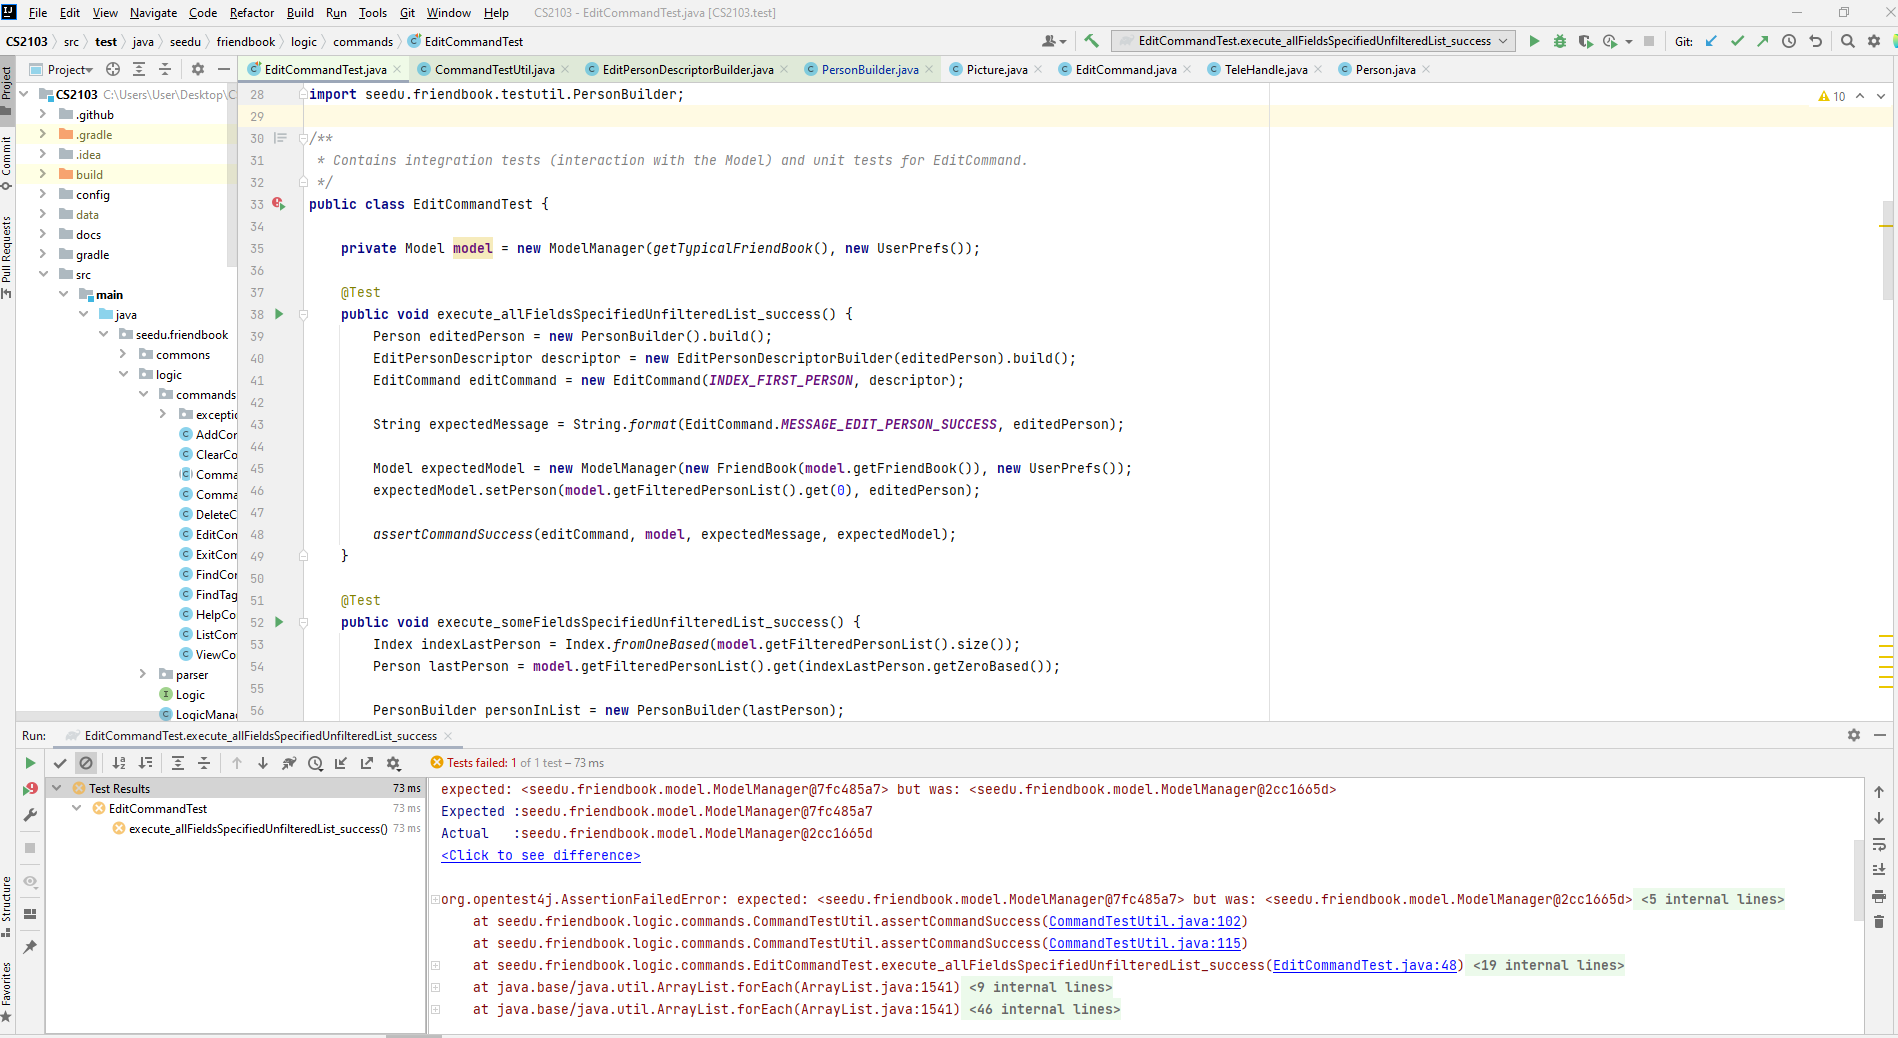 File Edit View Navigate Code Refactor Build Run Tools Git Window Help CS2103 - EditCommandTest.java [CS2103.test]
CS2103 src test java seedu friendbook logic commands EditCommandTest EditCommandTest.execute_allFieldsSpecifiedUnfilteredList_success Git:
Project EditCommandTest.java CommandTestUtil.java EditPersonDescriptorBuilder.java PersonBuilder.java Picture.java EditCommand.java TeleHandle.java Person.java
Project
Commit
Pull Requests
Structure
Favorites
CS2103 C:\Users\User\Desktop\C
.github
.gradle
.idea
build
config
data
docs
gradle
src
main
java
seedu.friendbook
commons
logic
commands
exceptic
AddCor
ClearCo
Comma
Comma
DeleteC
EditCon
ExitCom
FindCor
FindTag
HelpCo
ListCom
ViewCo
parser
Logic
LogicMana
10
28 import seedu.friendbook.testutil.PersonBuilder;
29
30 /**
31 * Contains integration tests (interaction with the Model) and unit tests for EditCommand.
32 */
33 public class EditCommandTest {
34
35 private Model model = new ModelManager(getTypicalFriendBook(), new UserPrefs());
36
37 @Test
38 public void execute_allFieldsSpecifiedUnfilteredList_success() {
39 Person editedPerson = new PersonBuilder().build();
40 EditPersonDescriptor descriptor = new EditPersonDescriptorBuilder(editedPerson).build();
41 EditCommand editCommand = new EditCommand(INDEX_FIRST_PERSON, descriptor);
42
43 String expectedMessage = String.format(EditCommand.MESSAGE_EDIT_PERSON_SUCCESS, editedPerson);
44
45 Model expectedModel = new ModelManager(new FriendBook(model.getFriendBook()), new UserPrefs());
46 expectedModel.setPerson(model.getFilteredPersonList().get(0), editedPerson);
47
48 assertCommandSuccess(editCommand, model, expectedMessage, expectedModel);
49 }
50
51 @Test
52 public void execute_someFieldsSpecifiedUnfilteredList_success() {
53 Index indexLastPerson = Index.fromOneBased(model.getFilteredPersonList().size());
54 Person lastPerson = model.getFilteredPersonList().get(indexLastPerson.getZeroBased());
55
56 PersonBuilder personInList = new PersonBuilder(lastPerson);
Run: EditCommandTest.execute_allFieldsSpecifiedUnfilteredList_success
Tests failed: 1 of 1 test – 73 ms
Test Results 73 ms
EditCommandTest 73 ms
execute_allFieldsSpecifiedUnfilteredList_success() 73 ms
expected: <seedu.friendbook.model.ModelManager@7fc485a7> but was: <seedu.friendbook.model.ModelManager@2cc1665d>
Expected :seedu.friendbook.model.ModelManager@7fc485a7
Actual :seedu.friendbook.model.ModelManager@2cc1665d
<Click to see difference>
org.opentest4j.AssertionFailedError: expected: <seedu.friendbook.model.ModelManager@7fc485a7> but was: <seedu.friendbook.model.ModelManager@2cc1665d> <5 internal lines>
at seedu.friendbook.logic.commands.CommandTestUtil.assertCommandSuccess(CommandTestUtil.java:102)
at seedu.friendbook.logic.commands.CommandTestUtil.assertCommandSuccess(CommandTestUtil.java:115)
at seedu.friendbook.logic.commands.EditCommandTest.execute_allFieldsSpecifiedUnfilteredList_success(EditCommandTest.java:48) <19 internal lines>
at java.base/java.util.ArrayList.forEach(ArrayList.java:1541) <9 internal lines>
at java.base/java.util.ArrayList.forEach(ArrayList.java:1541) <46 internal lines>